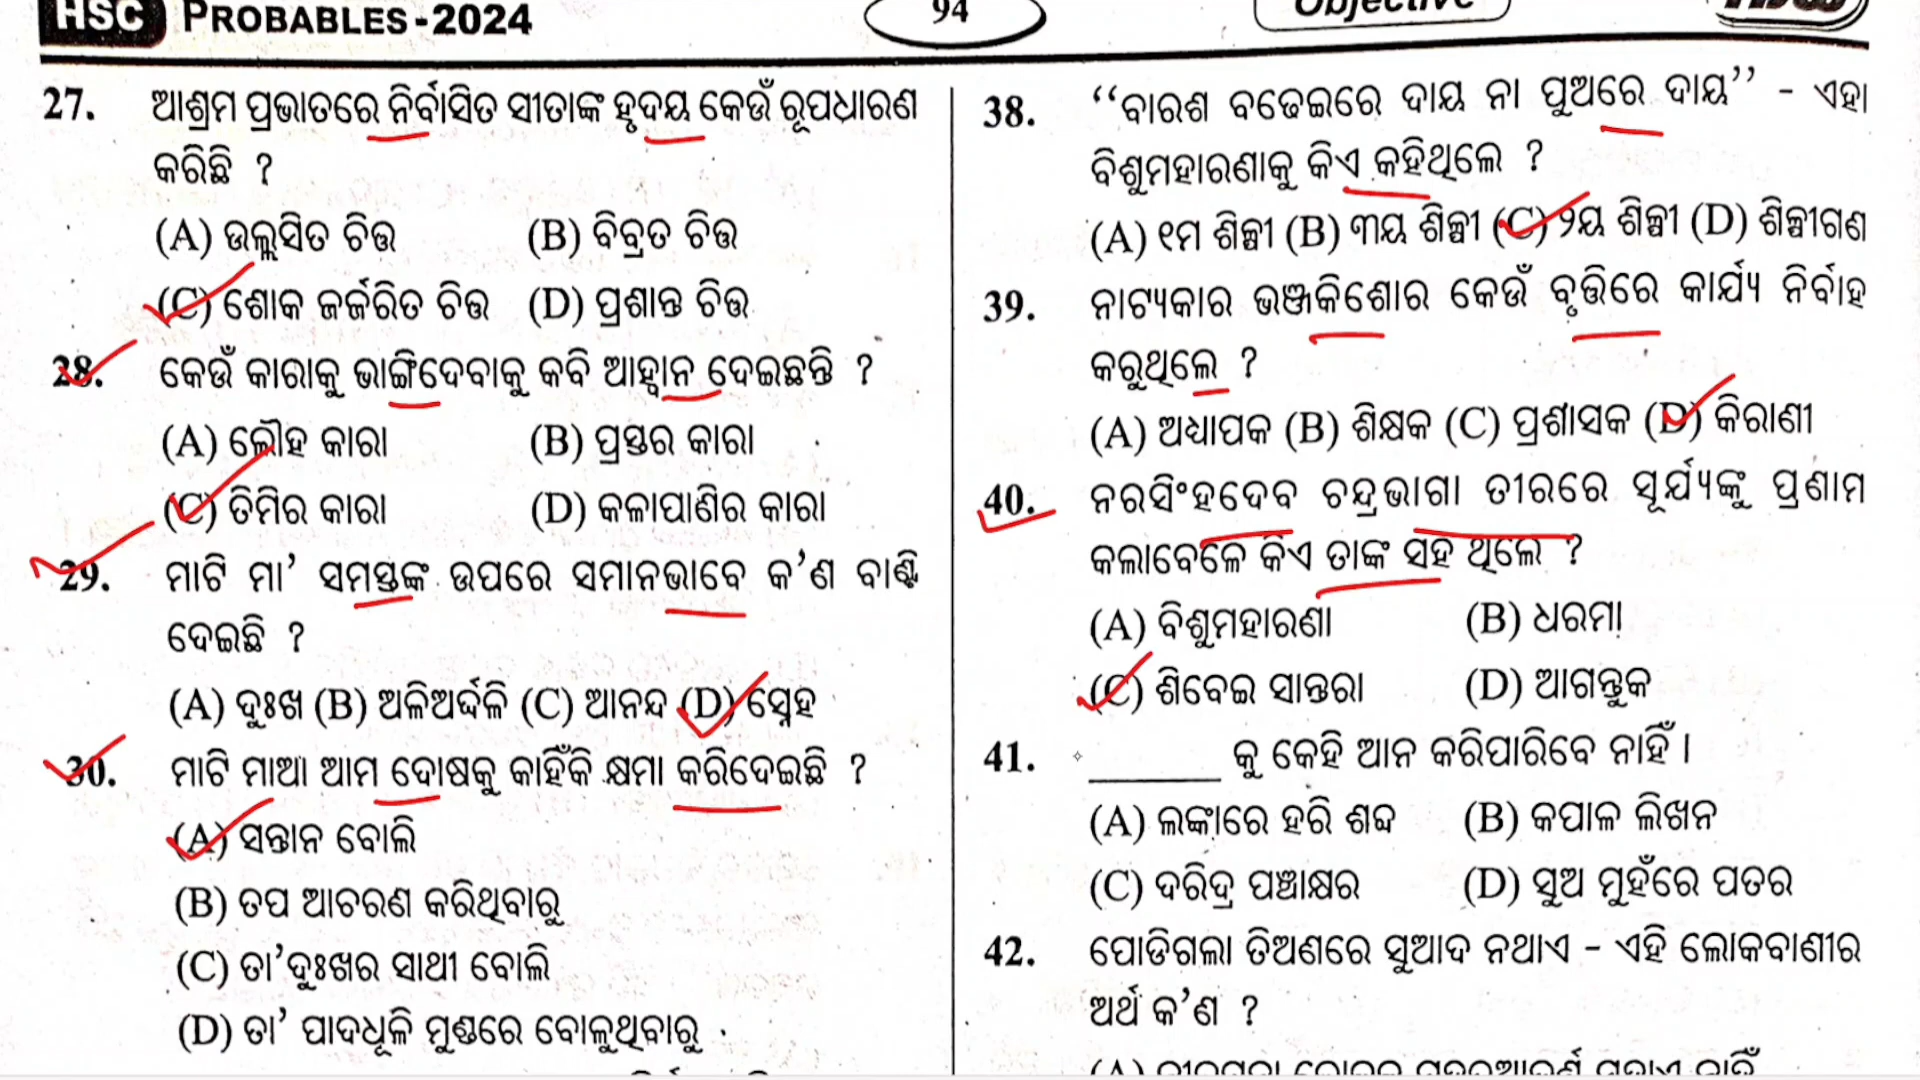 HSC PROBABLES-2024
94
Objective
27. ଆଶ୍ରମ ପ୍ରଭାତରେ ନିର୍ବାସିତ ସୀତାଙ୍କ ହୃଦୟ କେଉଁ ରୂପଧାରଣ
କରିଛି ?
(A) ଉଲ୍ଲସିତ ଚିତ୍ତ (B) ବିବ୍ରତ ଚିତ୍ତ
(C) ଶୋକ ଜର୍ଜରିତ ଚିତ୍ତ (D) ପ୍ରଶାନ୍ତ ଚିତ୍ତ
28. କେଉଁ କାରାକୁ ଭାଙ୍ଗିଦେବାକୁ କବି ଆହ୍ୱାନ ଦେଇଛନ୍ତି ?
(A) ଲୌହ କାରା (B) ପ୍ରସ୍ତର କାରା
(C) ତିମିର କାରା (D) କଳାପାଣିର କାରା
29. ମାଟି ମା’ ସମସ୍ତଙ୍କ ଉପରେ ସମାନଭାବେ କ’ଣ ବାଣ୍ଟି
ଦେଇଛି ?
(A) ଦୁଃଖ (B) ଅଳିଅର୍ଦ୍ଦଳି (C) ଆନନ୍ଦ (D) ସ୍ନେହ
30. ମାଟି ମାଆ ଆମ ଦୋଷକୁ କାହିଁକି କ୍ଷମା କରିଦେଇଛି ?
(A) ସନ୍ତାନ ବୋଲି
(B) ତପ ଆଚରଣ କରିଥିବାରୁ
(C) ତା’ଦୁଃଖର ସାଥୀ ବୋଲି
(D) ତା’ ପାଦଧୂଳି ମୁଣ୍ଡରେ ବୋଳୁଥିବାରୁ
38. “ବାରଶ ବଢେଇରେ ଦାୟ ନା ପୁଅରେ ଦାୟ” - ଏହା
ବିଶୁମହାରଣାକୁ କିଏ କହିଥିଲେ ?
(A) ୧ମ ଶିଳ୍ପୀ (B) ୩ୟ ଶିଳ୍ପୀ (C) ୨ୟ ଶିଳ୍ପୀ (D) ଶିଳ୍ପୀଗଣ
39. ନାଟ୍ୟକାର ଭଞ୍ଜକିଶୋର କେଉଁ ବୃତ୍ତିରେ କାର୍ଯ୍ୟ ନିର୍ବାହ
କରୁଥିଲେ ?
(A) ଅଧ୍ୟାପକ (B) ଶିକ୍ଷକ (C) ପ୍ରଶାସକ (D) କିରାଣୀ
40. ନରସିଂହଦେବ ଚନ୍ଦ୍ରଭାଗା ତୀରରେ ସୂର୍ଯ୍ୟଙ୍କୁ ପ୍ରଣାମ
କଲାବେଳେ କିଏ ତାଙ୍କ ସହ ଥିଲେ ?
(A) ବିଶୁମହାରଣା (B) ଧରମା
(C) ଶିବେଇ ସାନ୍ତରା (D) ଆଗନ୍ତୁକ
41. ______ କୁ କେହି ଆନ କରିପାରିବେ ନାହିଁ ।
(A) ଲଙ୍କାରେ ହରି ଶବ୍ଦ (B) କପାଳ ଲିଖନ
(C) ଦରିଦ୍ର ପଞ୍ଚାକ୍ଷର (D) ସୁଅ ମୁହଁରେ ପତର
42. ପୋଡିଗଲା ତିଅଣରେ ସୁଆଦ ନଥାଏ - ଏହି ଲୋକବାଣୀର
ଅର୍ଥ କ’ଣ ?